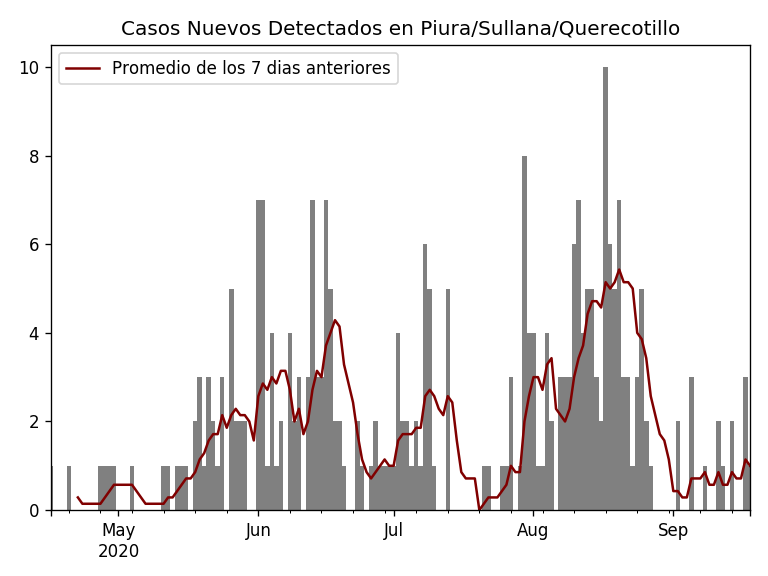 Casos Nuevos Detectados en Piura/Sullana/Querecotillo
Promedio de los 7 dias anteriores
10
8
6
4
2
0
May Jun Jul Aug Sep
2020